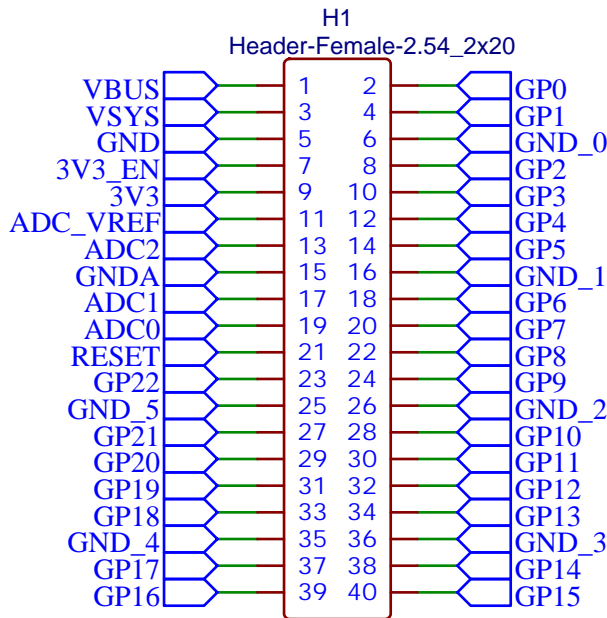 H1
Header-Female-2.54_2x20
VBUS 1 2 GP0
VSYS 3 4 GP1
GND 5 6 GND_0
3V3_EN 7 8 GP2
3V3 9 10 GP3
ADC_VREF 11 12 GP4
ADC2 13 14 GP5
GNDA 15 16 GND_1
ADC1 17 18 GP6
ADC0 19 20 GP7
RESET 21 22 GP8
GP22 23 24 GP9
GND_5 25 26 GND_2
GP21 27 28 GP10
GP20 29 30 GP11
GP19 31 32 GP12
GP18 33 34 GP13
GND_4 35 36 GND_3
GP17 37 38 GP14
GP16 39 40 GP15